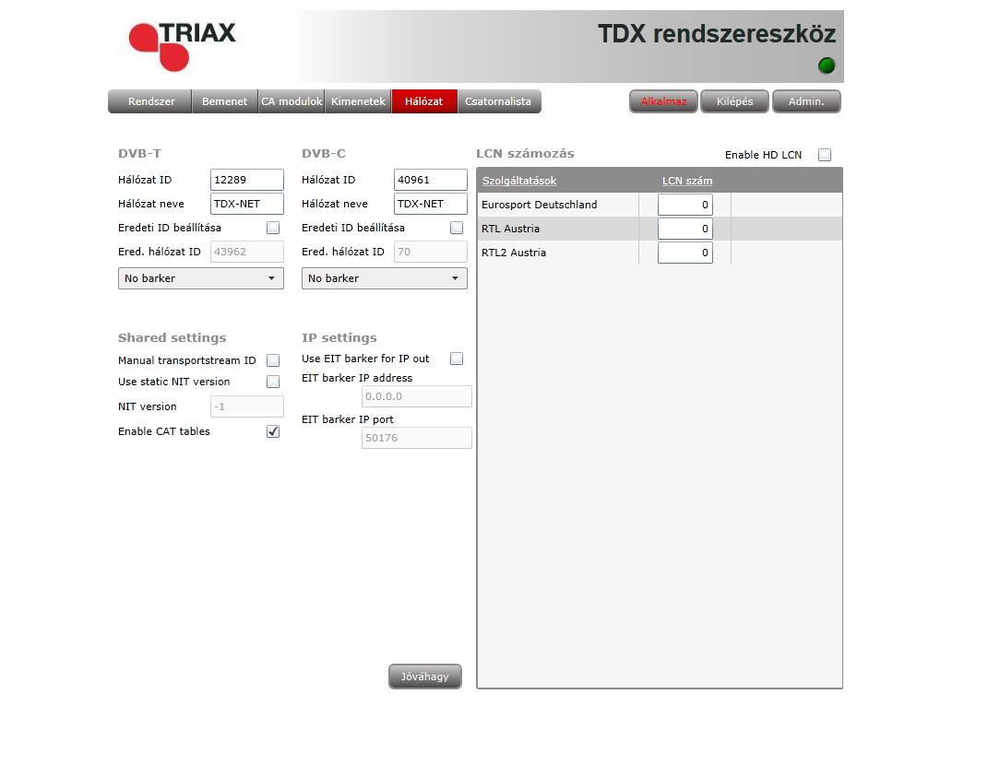 TRIAX
TDX rendszereszköz
Rendszer Bemenet CA modulok Kimenetek Hálózat Csatornalista Alkalmaz Kilépés Admin.
DVB-T
Hálózat ID 12289
Hálózat neve TDX-NET
Eredeti ID beállítása
Ered. hálózat ID 43962
No barker
DVB-C
Hálózat ID 40961
Hálózat neve TDX-NET
Eredeti ID beállítása
Ered. hálózat ID 70
No barker
Shared settings
Manual transportstream ID
Use static NIT version
NIT version -1
Enable CAT tables
IP settings
Use EIT barker for IP out
EIT barker IP address
0.0.0.0
EIT barker IP port
50176
Jóváhagy
LCN számozás Enable HD LCN
Szolgáltatások LCN szám
Eurosport Deutschland 0
RTL Austria 0
RTL2 Austria 0